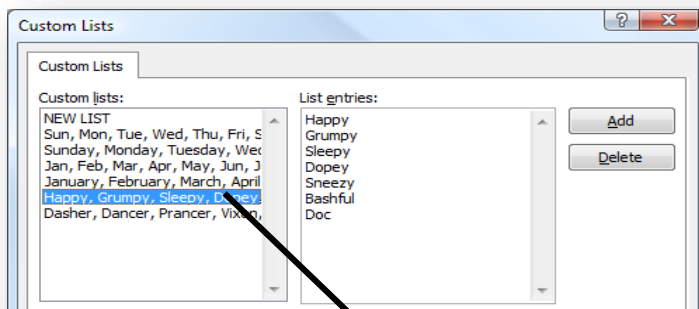 Custom Lists
Custom Lists
Custom lists:
NEW LIST
Sun, Mon, Tue, Wed, Thu, Fri, S
Sunday, Monday, Tuesday, Wed
Jan, Feb, Mar, Apr, May, Jun, J
January, February, March, April
Happy, Grumpy, Sleepy, Dopey
Dasher, Dancer, Prancer, Vixen,
List entries:
Happy
Grumpy
Sleepy
Dopey
Sneezy
Bashful
Doc
Add
Delete